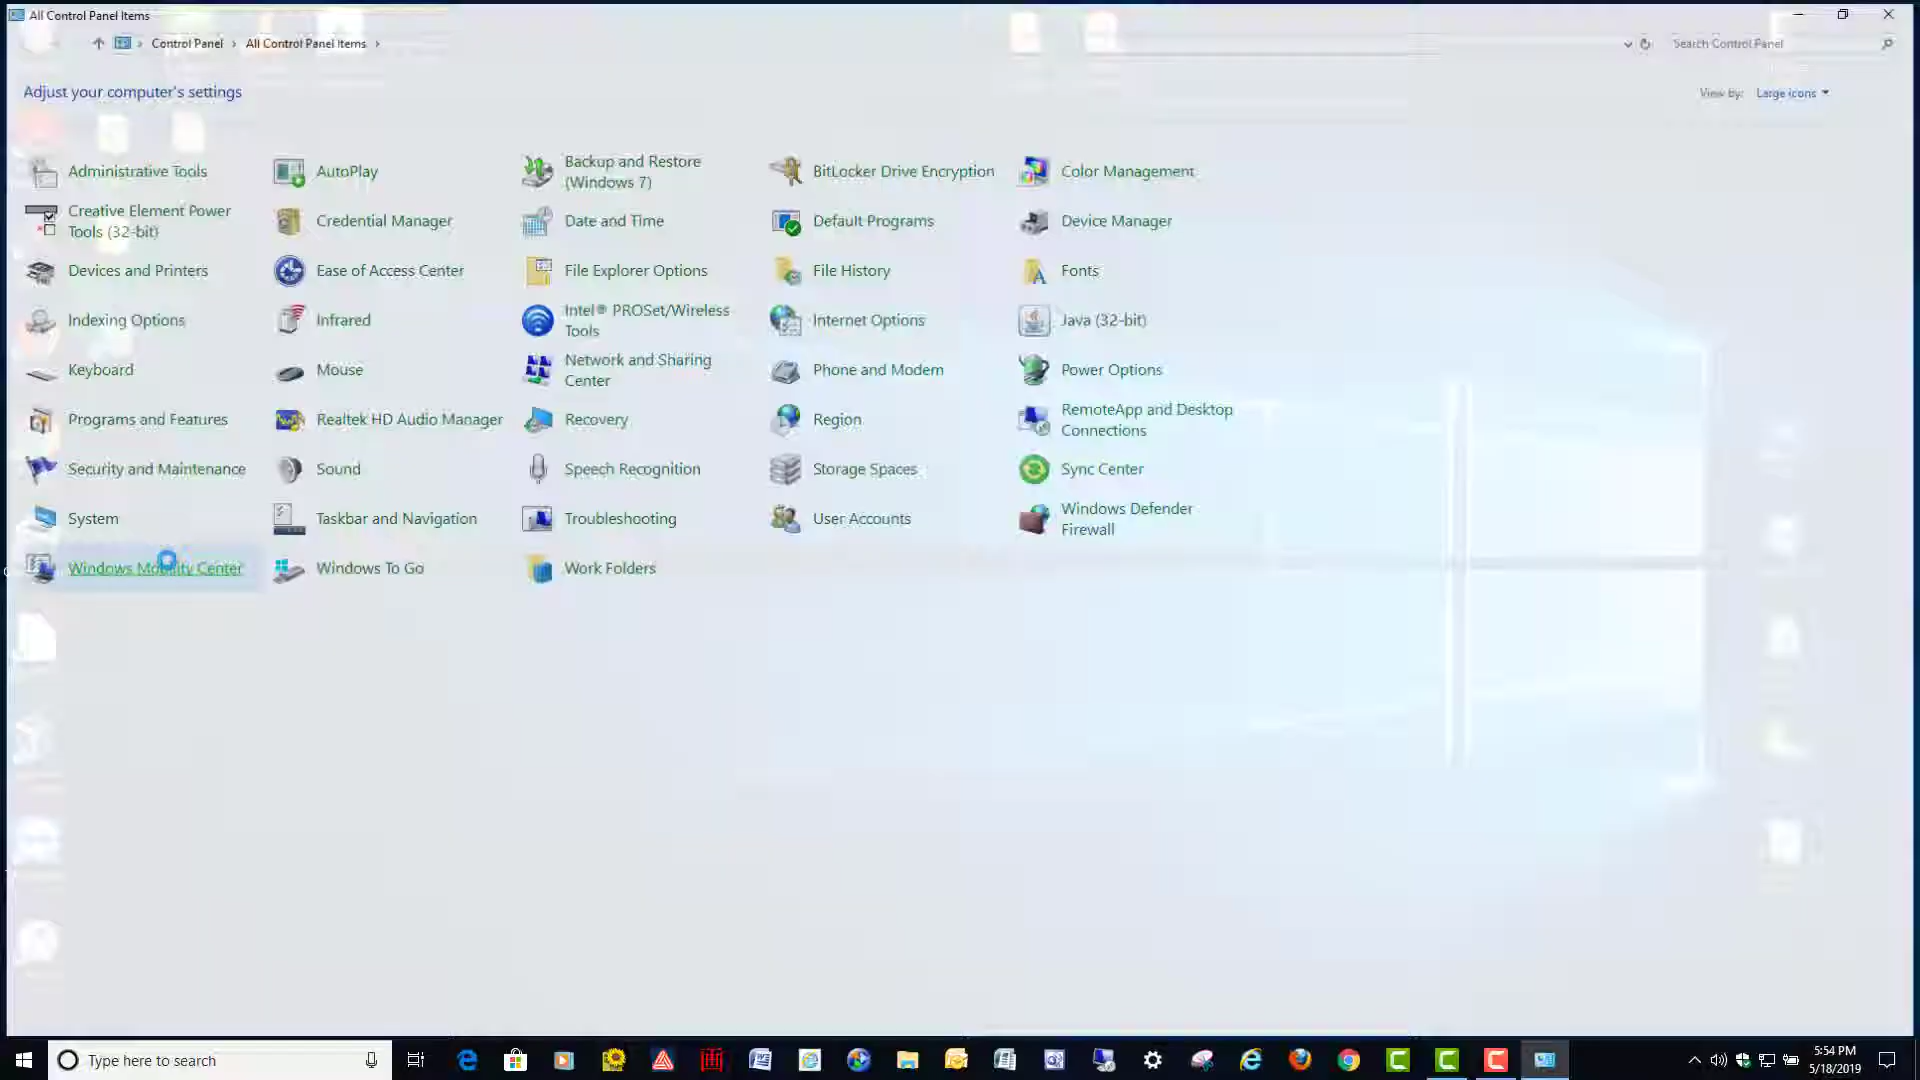 All Control Panel Items
Control Panel > All Control Panel Items >
Search Control Panel
Adjust your computer's settings
View by: Large icons
Administrative Tools
AutoPlay
Backup and Restore
(Windows 7)
BitLocker Drive Encryption
Color Management
Creative Element Power
Tools (32-bit)
Credential Manager
Date and Time
Default Programs
Device Manager
Devices and Printers
Ease of Access Center
File Explorer Options
File History
Fonts
Indexing Options
Infrared
Intel® PROSet/Wireless
Tools
Internet Options
Java (32-bit)
Keyboard
Mouse
Network and Sharing
Center
Phone and Modem
Power Options
Programs and Features
Realtek HD Audio Manager
Recovery
Region
RemoteApp and Desktop
Connections
Security and Maintenance
Sound
Speech Recognition
Storage Spaces
Sync Center
System
Taskbar and Navigation
Troubleshooting
User Accounts
Windows Defender
Firewall
Windows Mobility Center
Windows To Go
Work Folders
Type here to search
5:54 PM
5/18/2019